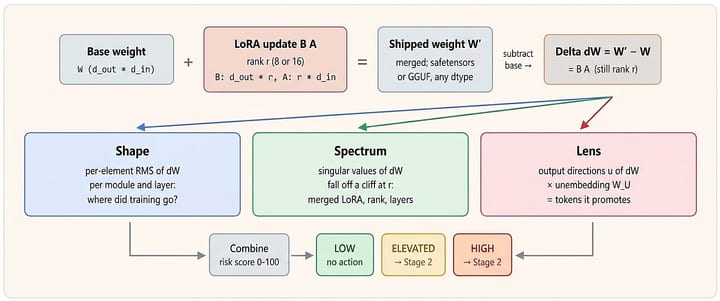 Base weight
W (d_out * d_in)
+
LoRA update B A
rank r (8 or 16)
B: d_out * r, A: r * d_in
=
Shipped weight W'
merged; safetensors
or GGUF, any dtype
subtract
base →
Delta dW = W' − W
= B A (still rank r)
Shape
per-element RMS of dW
per module and layer:
where did training go?
Spectrum
singular values of dW
fall off a cliff at r:
merged LoRA, rank, layers
Lens
output directions u of dW
× unembedding W_U
= tokens it promotes
Combine
risk score 0-100
LOW
no action
ELEVATED
→ Stage 2
HIGH
→ Stage 2